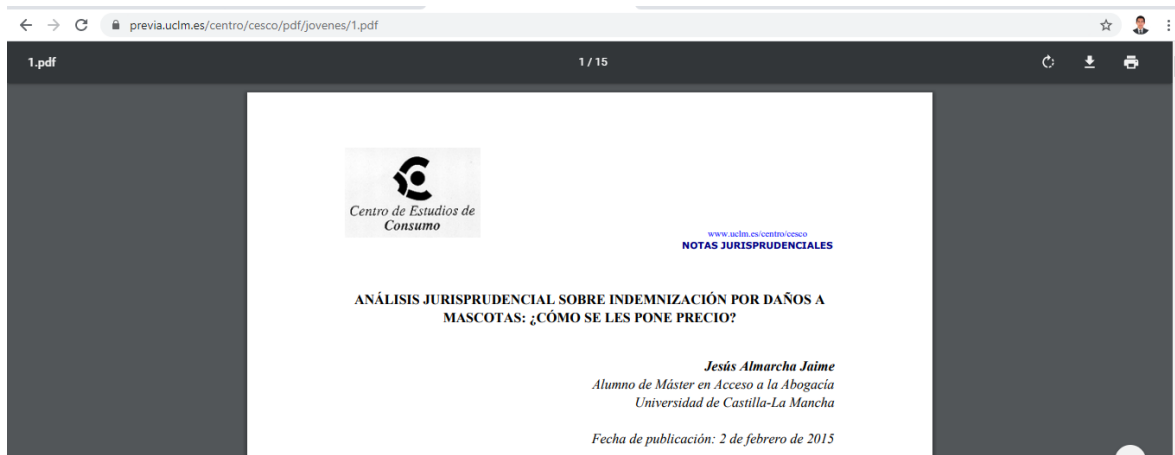 previa.uclm.es/centro/cesco/pdf/jovenes/1.pdf
1.pdf
1 / 15
Centro de Estudios de
Consumo
www.uclm.es/centro/cesco
NOTAS JURISPRUDENCIALES
ANÁLISIS JURISPRUDENCIAL SOBRE INDEMNIZACIÓN POR DAÑOS A
MASCOTAS: ¿CÓMO SE LES PONE PRECIO?
Jesús Almarcha Jaime
Alumno de Máster en Acceso a la Abogacía
Universidad de Castilla-La Mancha
Fecha de publicación: 2 de febrero de 2015